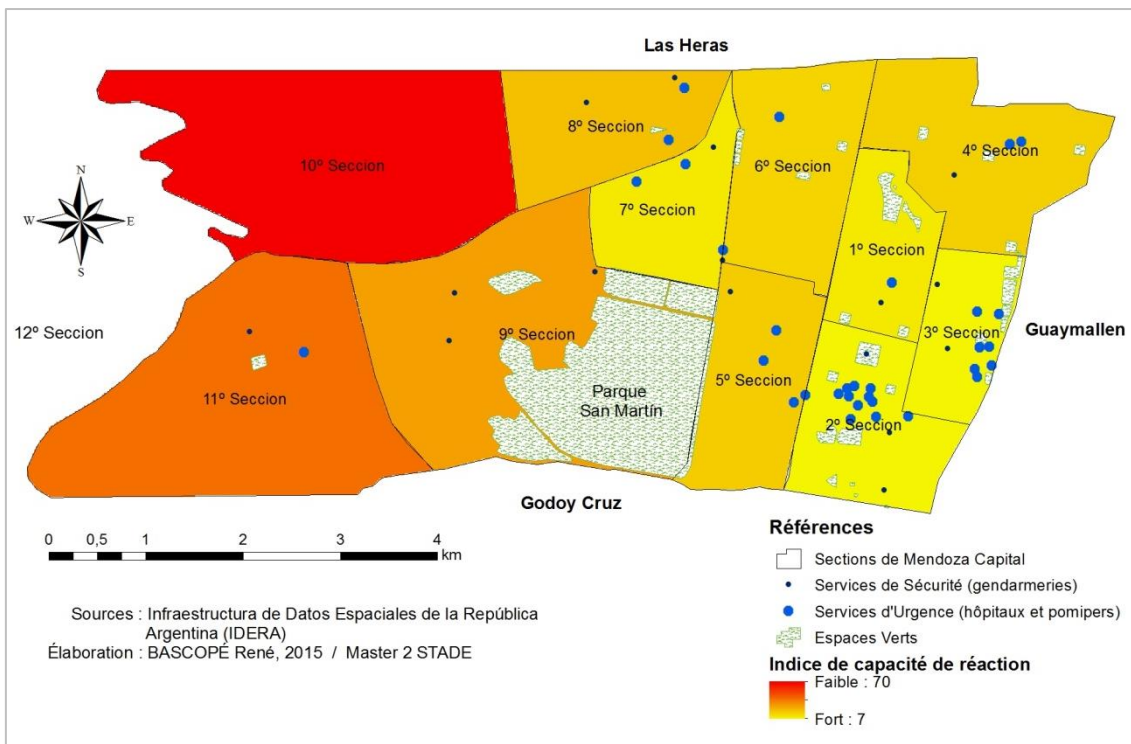 Las Heras
8º Seccion
4º Seccion
10º Seccion
6º Seccion
N
W E
S
7º Seccion
1º Seccion
12º Seccion
9º Seccion
3º Seccion
Guaymallen
11º Seccion
5º Seccion
Parque
San Martín
2º Seccion
Godoy Cruz
0 0,5 1 2 3 4
km
Sources : Infraestructura de Datos Espaciales de la República
Argentina (IDERA)
Élaboration : BASCOPÉ René, 2015 / Master 2 STADE
Références
Sections de Mendoza Capital
Services de Sécurité (gendarmeries)
Services d'Urgence (hôpitaux et pomipers)
Espaces Verts
Indice de capacité de réaction
Faible : 70
Fort : 7